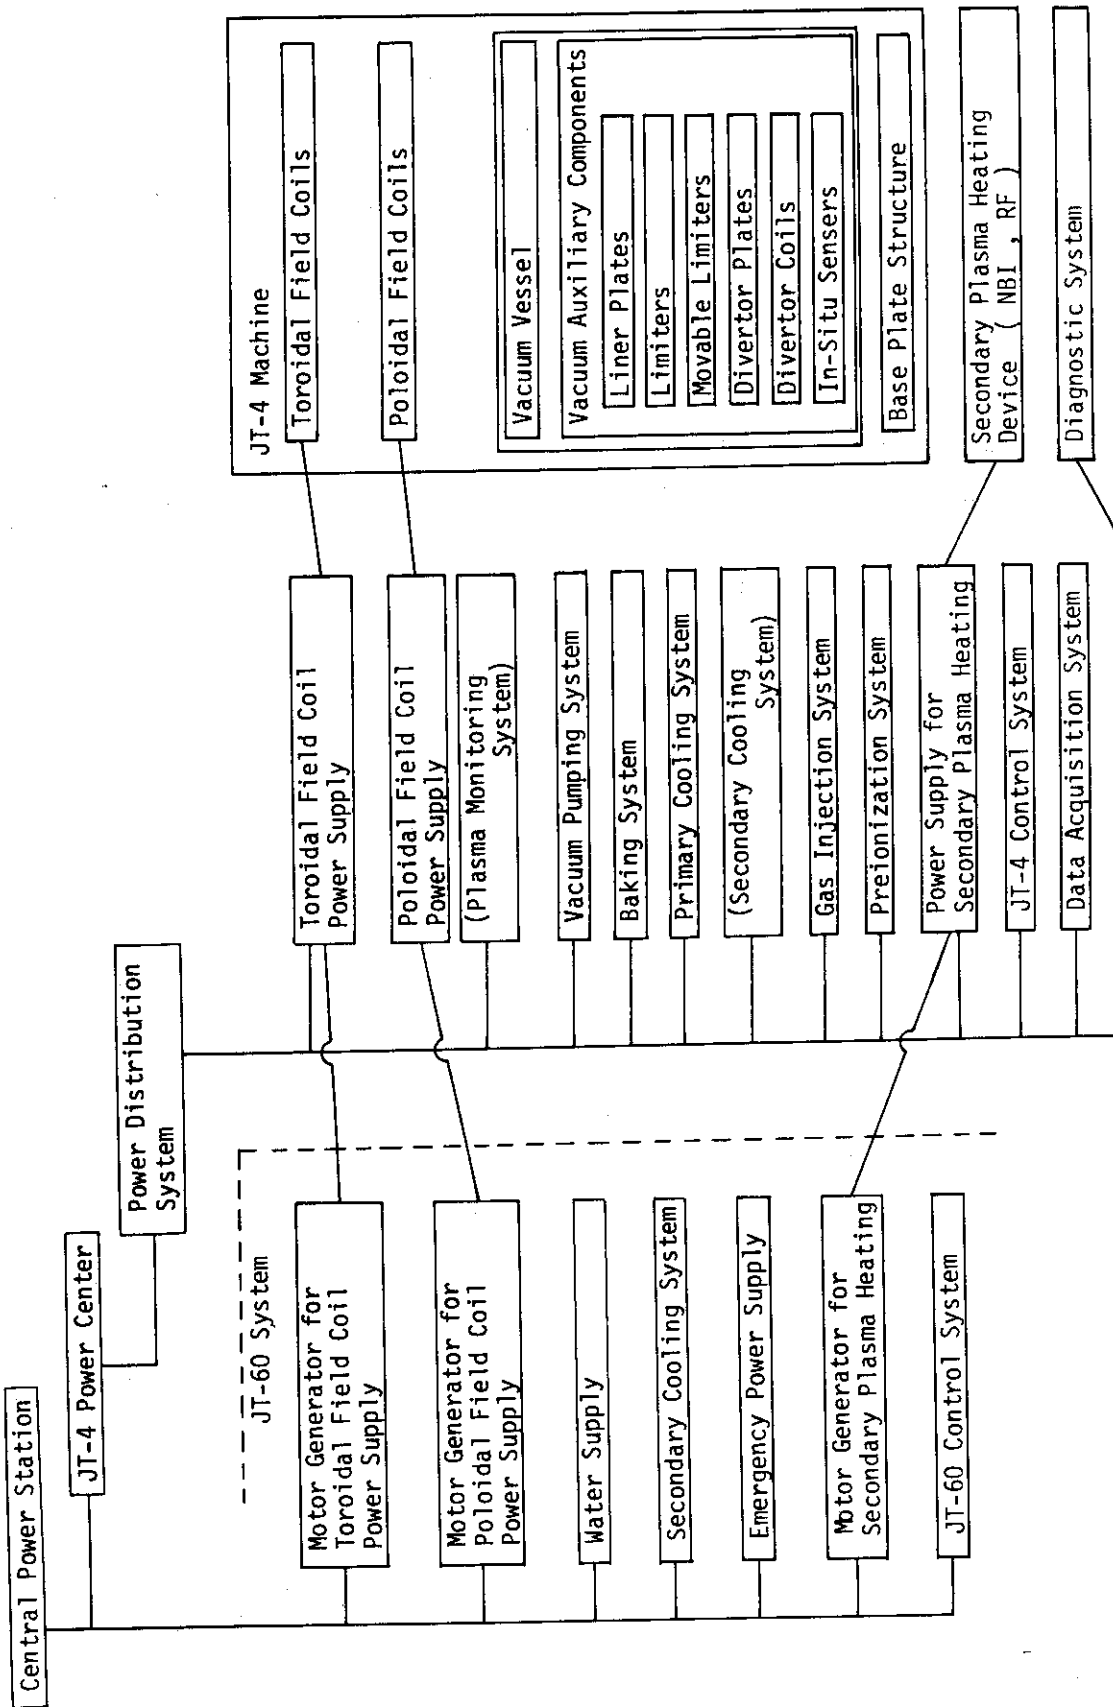 Central Power Station
JT-4 Power Center
Power Distribution
System
JT-60 System
Motor Generator for
Toroidal Field Coil
Power Supply
Motor Generator for
Poloidal Field Coil
Power Supply
Water Supply
Secondary Cooling System
Emergency Power Supply
Motor Generator for
Secondary Plasma Heating
JT-60 Control System
Toroidal Field Coil
Power Supply
Poloidal Field Coil
Power Supply
(Plasma Monitoring
System)
Vacuum Pumping System
Baking System
Primary Cooling System
(Secondary Cooling
System)
Gas Injection System
Preionization System
Power Supply for
Secondary Plasma Heating
JT-4 Control System
Data Acquisition System
JT-4 Machine
Toroidal Field Coils
Poloidal Field Coils
Vacuum Vessel
Vacuum Auxiliary Components
Liner Plates
Limiters
Movable Limiters
Divertor Plates
Divertor Coils
In-Situ Sensers
Base Plate Structure
Secondary Plasma Heating
Device ( NBI , RF )
Diagnostic System